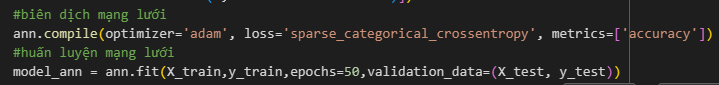 #biên dịch mạng lưới
ann.compile(optimizer='adam', loss='sparse_categorical_crossentropy', metrics=['accuracy'])
#huấn luyện mạng lưới
model_ann = ann.fit(X_train,y_train,epochs=50,validation_data=(X_test, y_test))